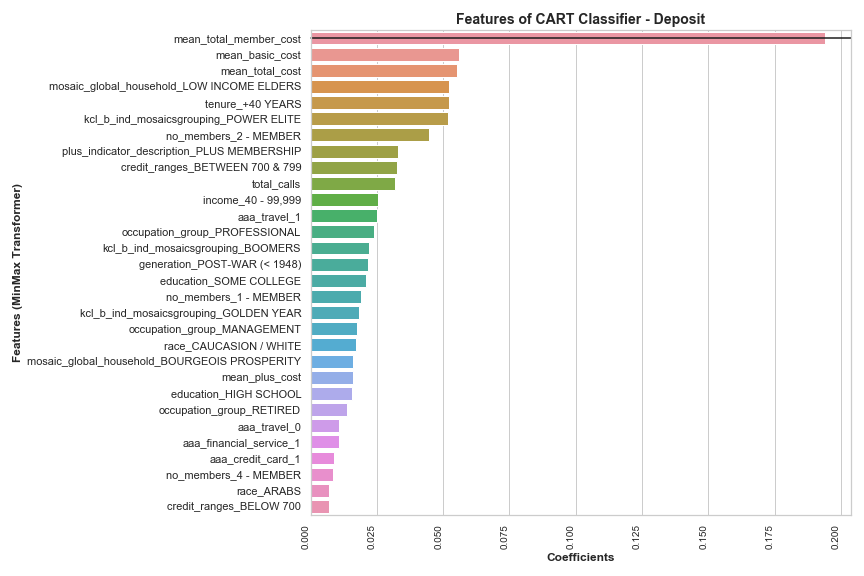 Features of CART Classifier - Deposit
mean_total_member_cost
mean_basic_cost
mean_total_cost
mosaic_global_household_LOW INCOME ELDERS
tenure_+40 YEARS
kcl_b_ind_mosaicsgrouping_POWER ELITE
no_members_2 - MEMBER
plus_indicator_description_PLUS MEMBERSHIP
credit_ranges_BETWEEN 700 & 799
total_calls
income_40 - 99,999
aaa_travel_1
occupation_group_PROFESSIONAL
kcl_b_ind_mosaicsgrouping_BOOMERS
generation_POST-WAR (< 1948)
education_SOME COLLEGE
no_members_1 - MEMBER
kcl_b_ind_mosaicsgrouping_GOLDEN YEAR
occupation_group_MANAGEMENT
race_CAUCASION / WHITE
mosaic_global_household_BOURGEOIS PROSPERITY
mean_plus_cost
education_HIGH SCHOOL
occupation_group_RETIRED
aaa_travel_0
aaa_financial_service_1
aaa_credit_card_1
no_members_4 - MEMBER
race_ARABS
credit_ranges_BELOW 700
Features (MinMax Transformer)
0.000
0.025
0.050
0.075
0.100
0.125
0.150
0.175
0.200
Coefficients